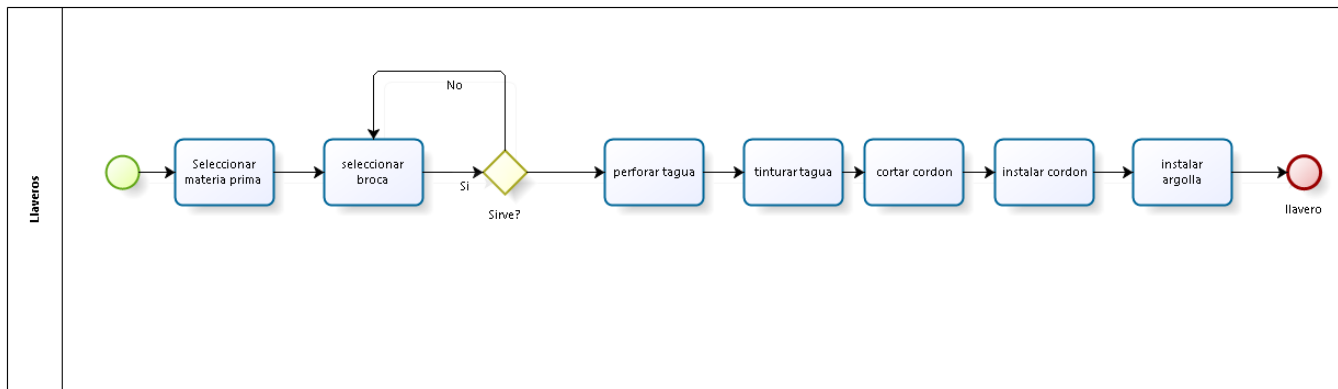 Llaveros
Seleccionar
materia prima
seleccionar
broca
No
Si
Sirve?
perforar tagua
tinturar tagua
cortar cordon
instalar cordon
instalar
argolla
llavero